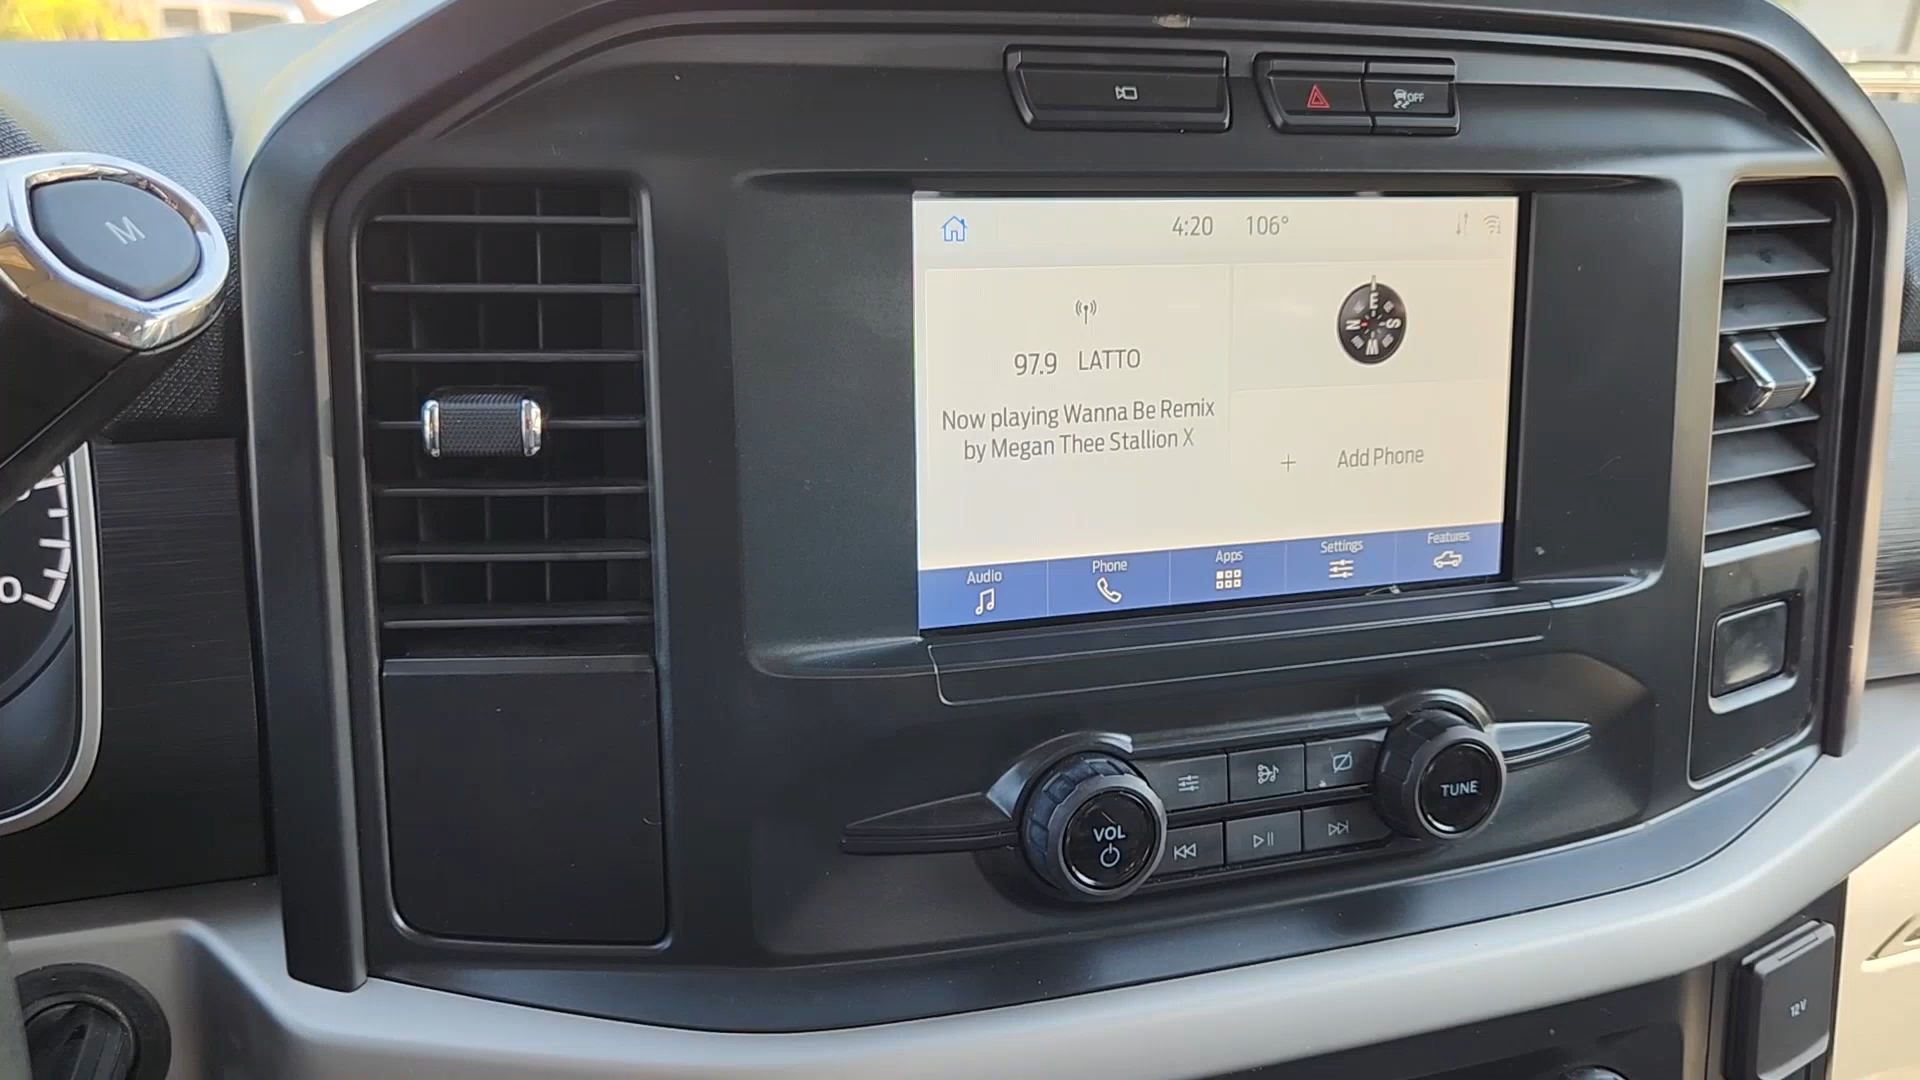 M
OFF
4:20 106°
97.9 LATTO
Now playing Wanna Be Remix
by Megan Thee Stallion X
E
N S
W
+ Add Phone
Audio
Phone
Apps
Settings
Features
VOL
TUNE
12V
0